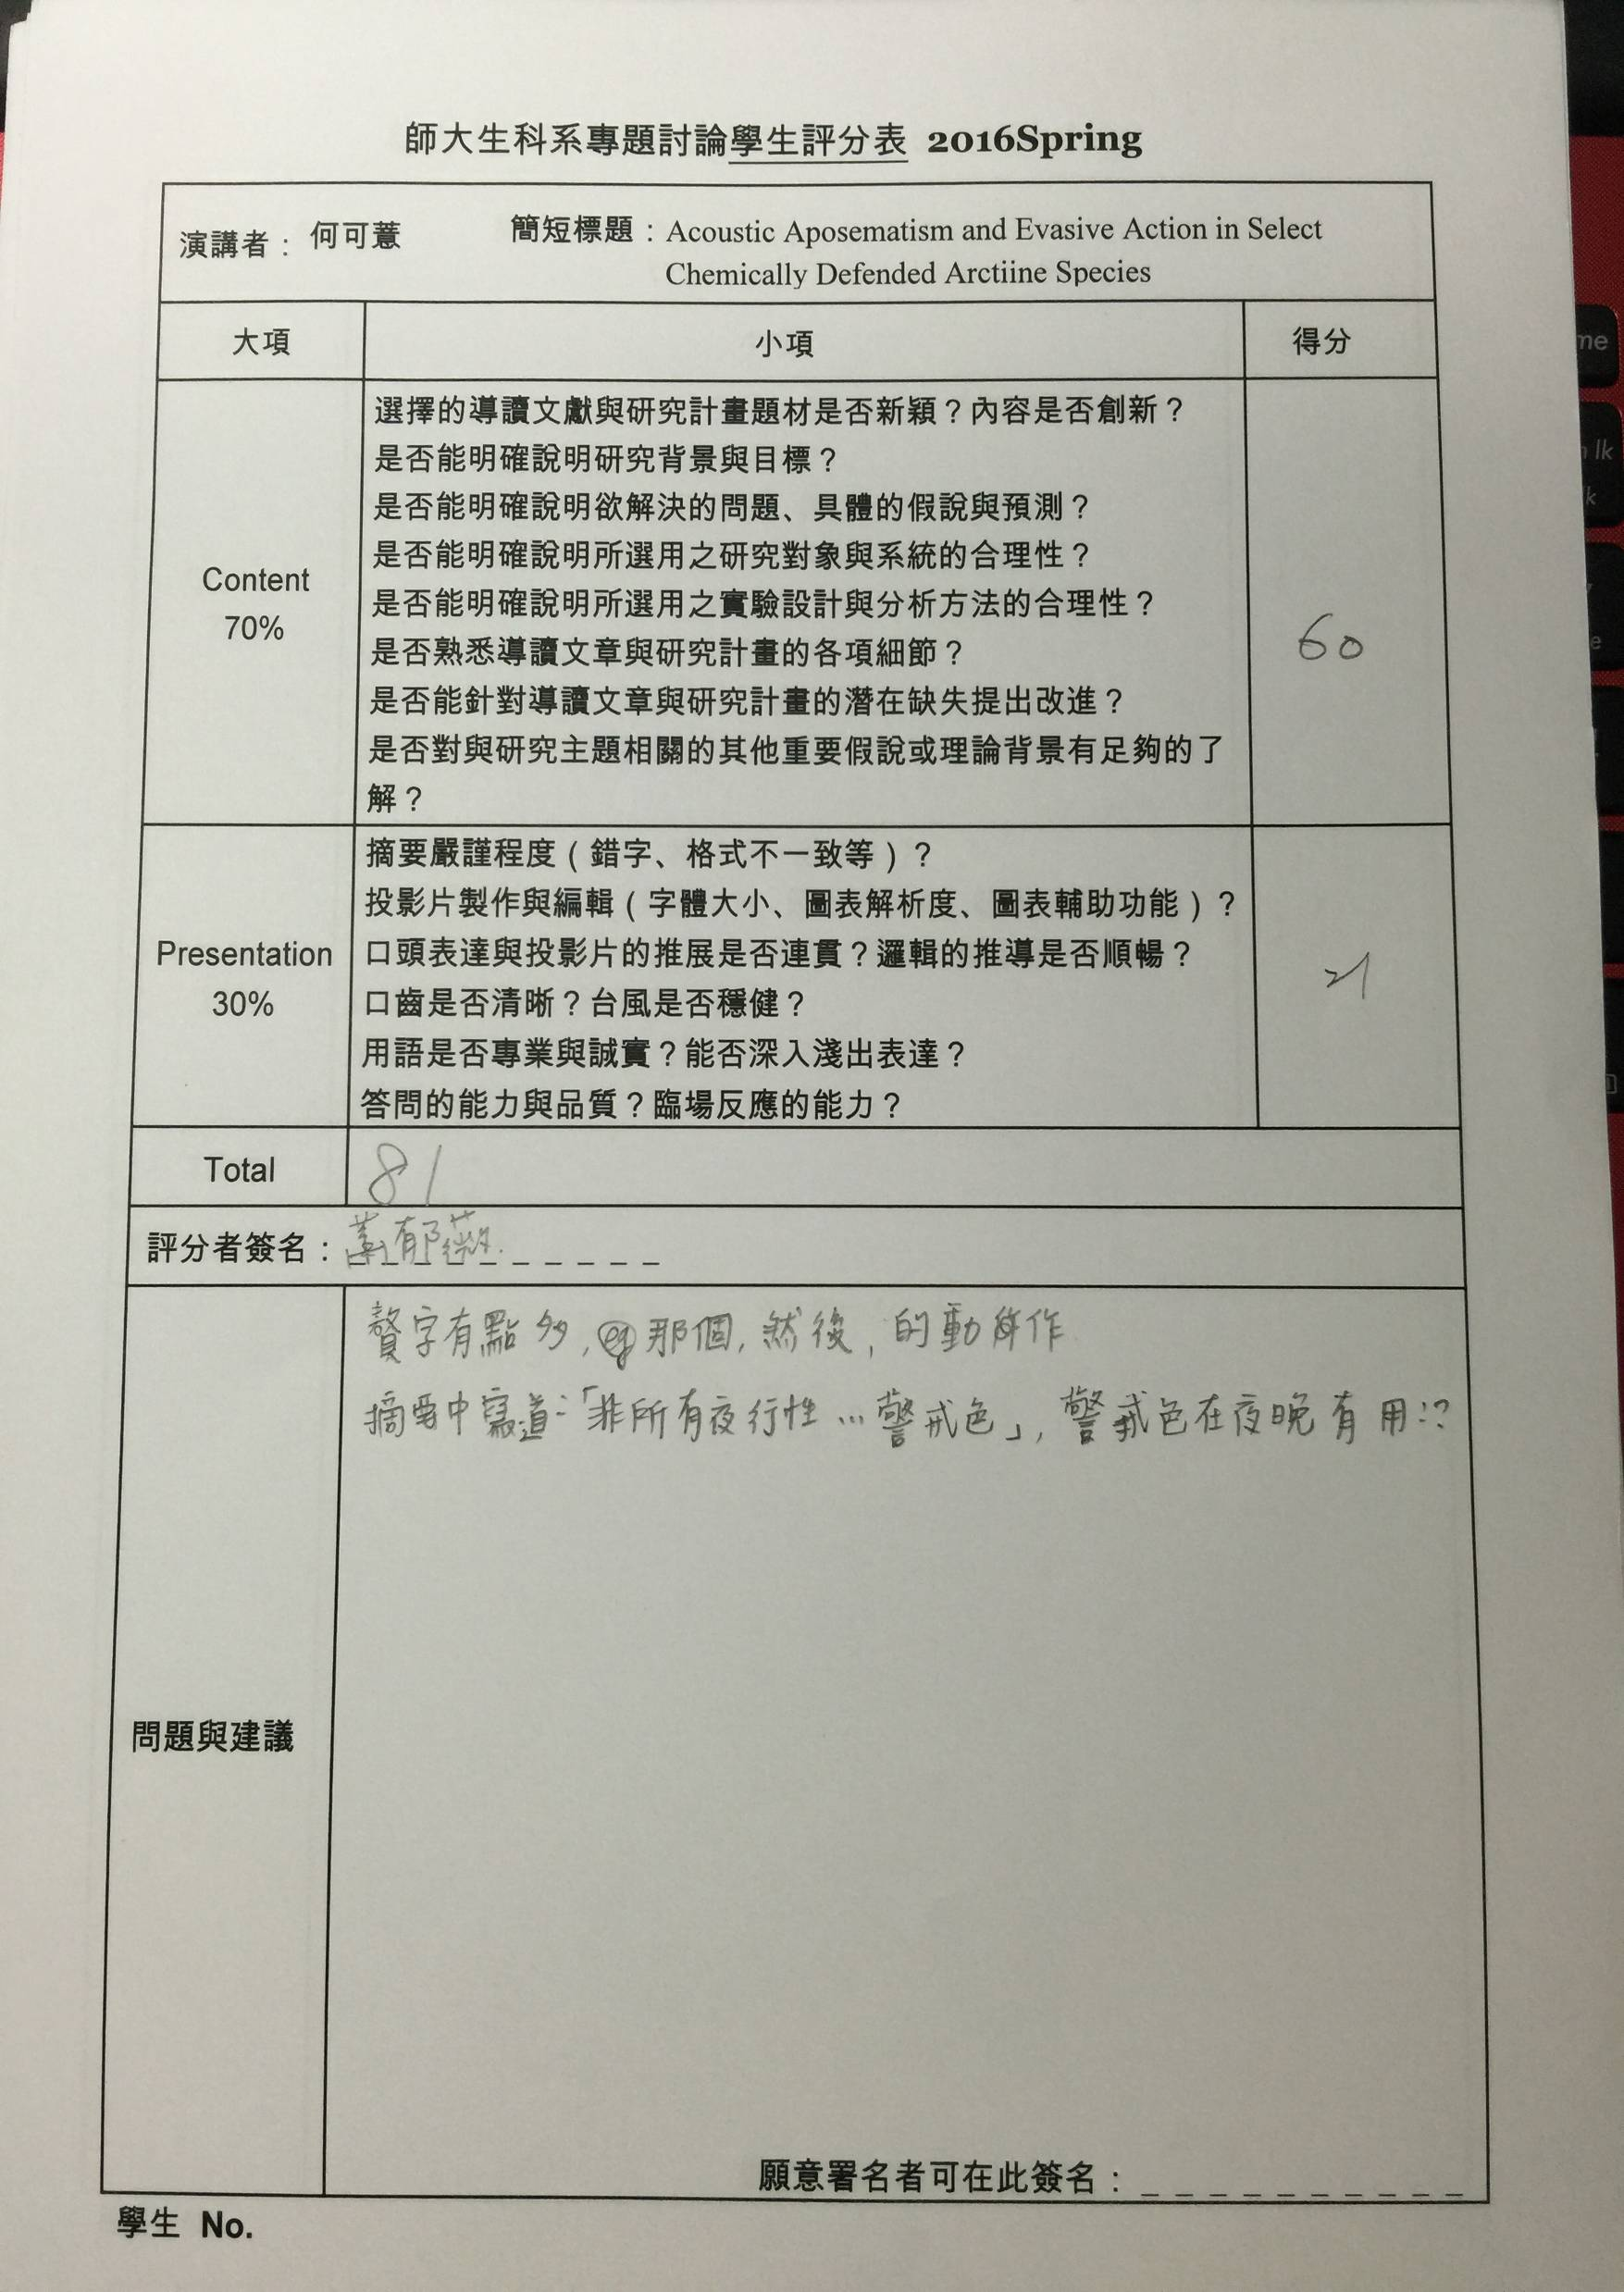 師大生科系專題討論學生評分表 2016Spring
演講者： 何可薏 簡短標題：Acoustic Aposematism and Evasive Action in Select
Chemically Defended Arctiine Species
大項 小項 得分
選擇的導讀文獻與研究計畫題材是否新穎？內容是否創新？
是否能明確說明研究背景與目標？
是否能明確說明欲解決的問題、具體的假說與預測？
是否能明確說明所選用之研究對象與系統的合理性？
Content
70%
是否能明確說明所選用之實驗設計與分析方法的合理性？
是否熟悉導讀文章與研究計畫的各項細節？
60
是否能針對導讀文章與研究計畫的潛在缺失提出改進？
是否對與研究主題相關的其他重要假說或理論背景有足夠的了
解？
摘要嚴謹程度（錯字、格式不一致等）？
投影片製作與編輯（字體大小、圖表解析度、圖表輔助功能）？
Presentation
30%
口頭表達與投影片的推展是否連貫？邏輯的推導是否順暢？
21
口齒是否清晰？台風是否穩健？
用語是否專業與誠實？能否深入淺出表達？
答問的能力與品質？臨場反應的能力？
Total 81
評分者簽名： 郁薇
贅字有點多, eg 那個, 然後, 的動作
摘要中寫道:「非所有夜行性…警戒色」, 警戒色在夜晚有用!?
問題與建議
願意署名者可在此簽名：
學生 No.